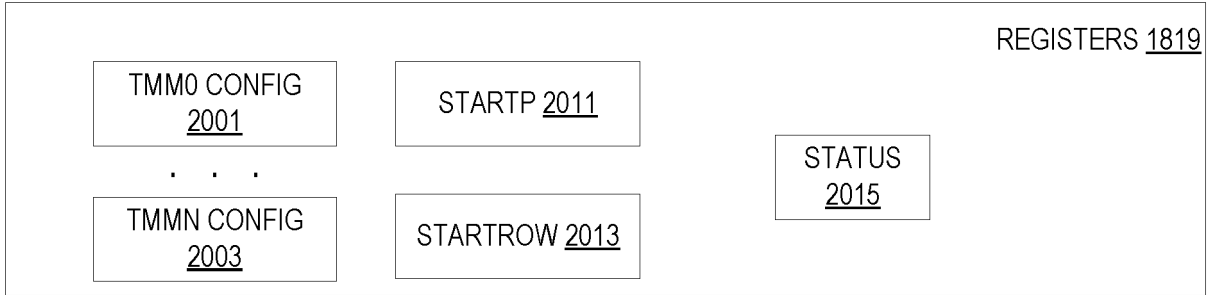 REGISTERS 1819
TMM0 CONFIG
2001
STARTP 2011
. . .
STATUS
2015
TMMN CONFIG
2003
STARTROW 2013